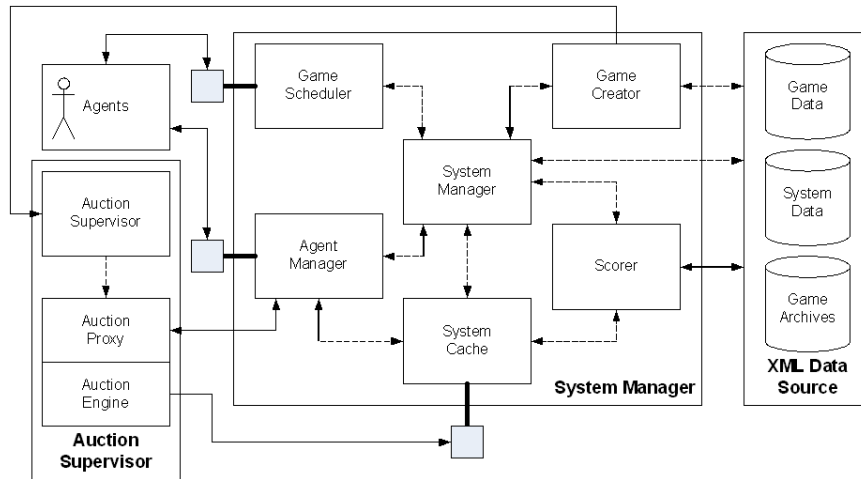 Agents
Game
Scheduler
Game
Creator
Game
Data
System
Manager
System
Data
Auction
Supervisor
Agent
Manager
Scorer
Game
Archives
Auction
Proxy
System
Cache
Auction
Engine
System Manager
XML Data
Source
Auction
Supervisor